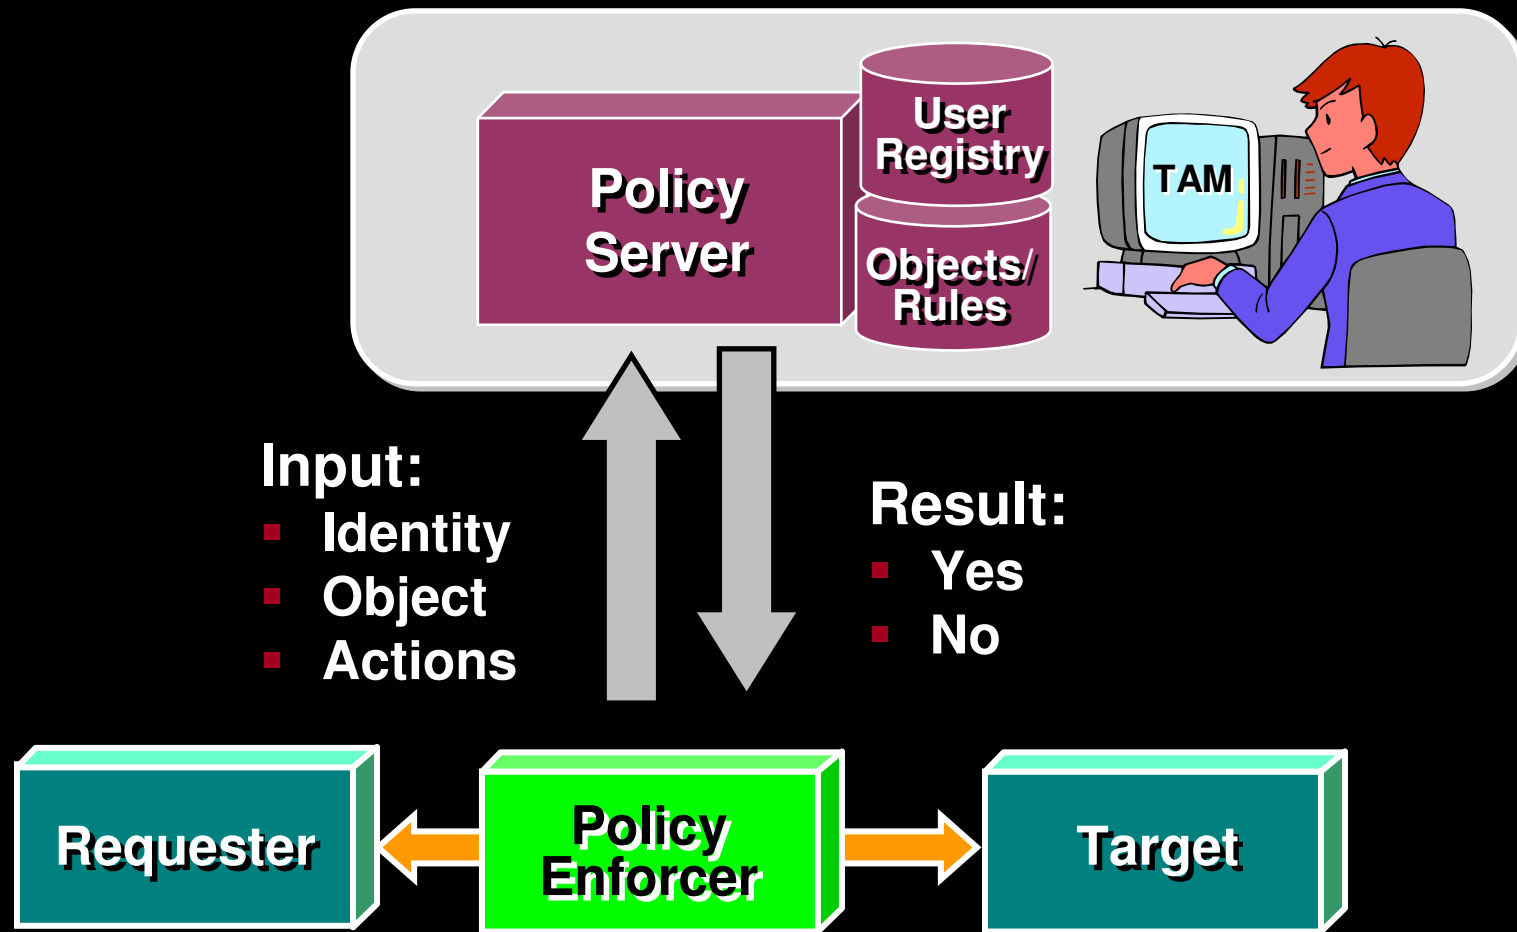 Policy
Server
User
Registry
Objects/
Rules
TAM
Input:
Identity
Object
Actions
Result:
Yes
No
Requester
Policy
Enforcer
Target